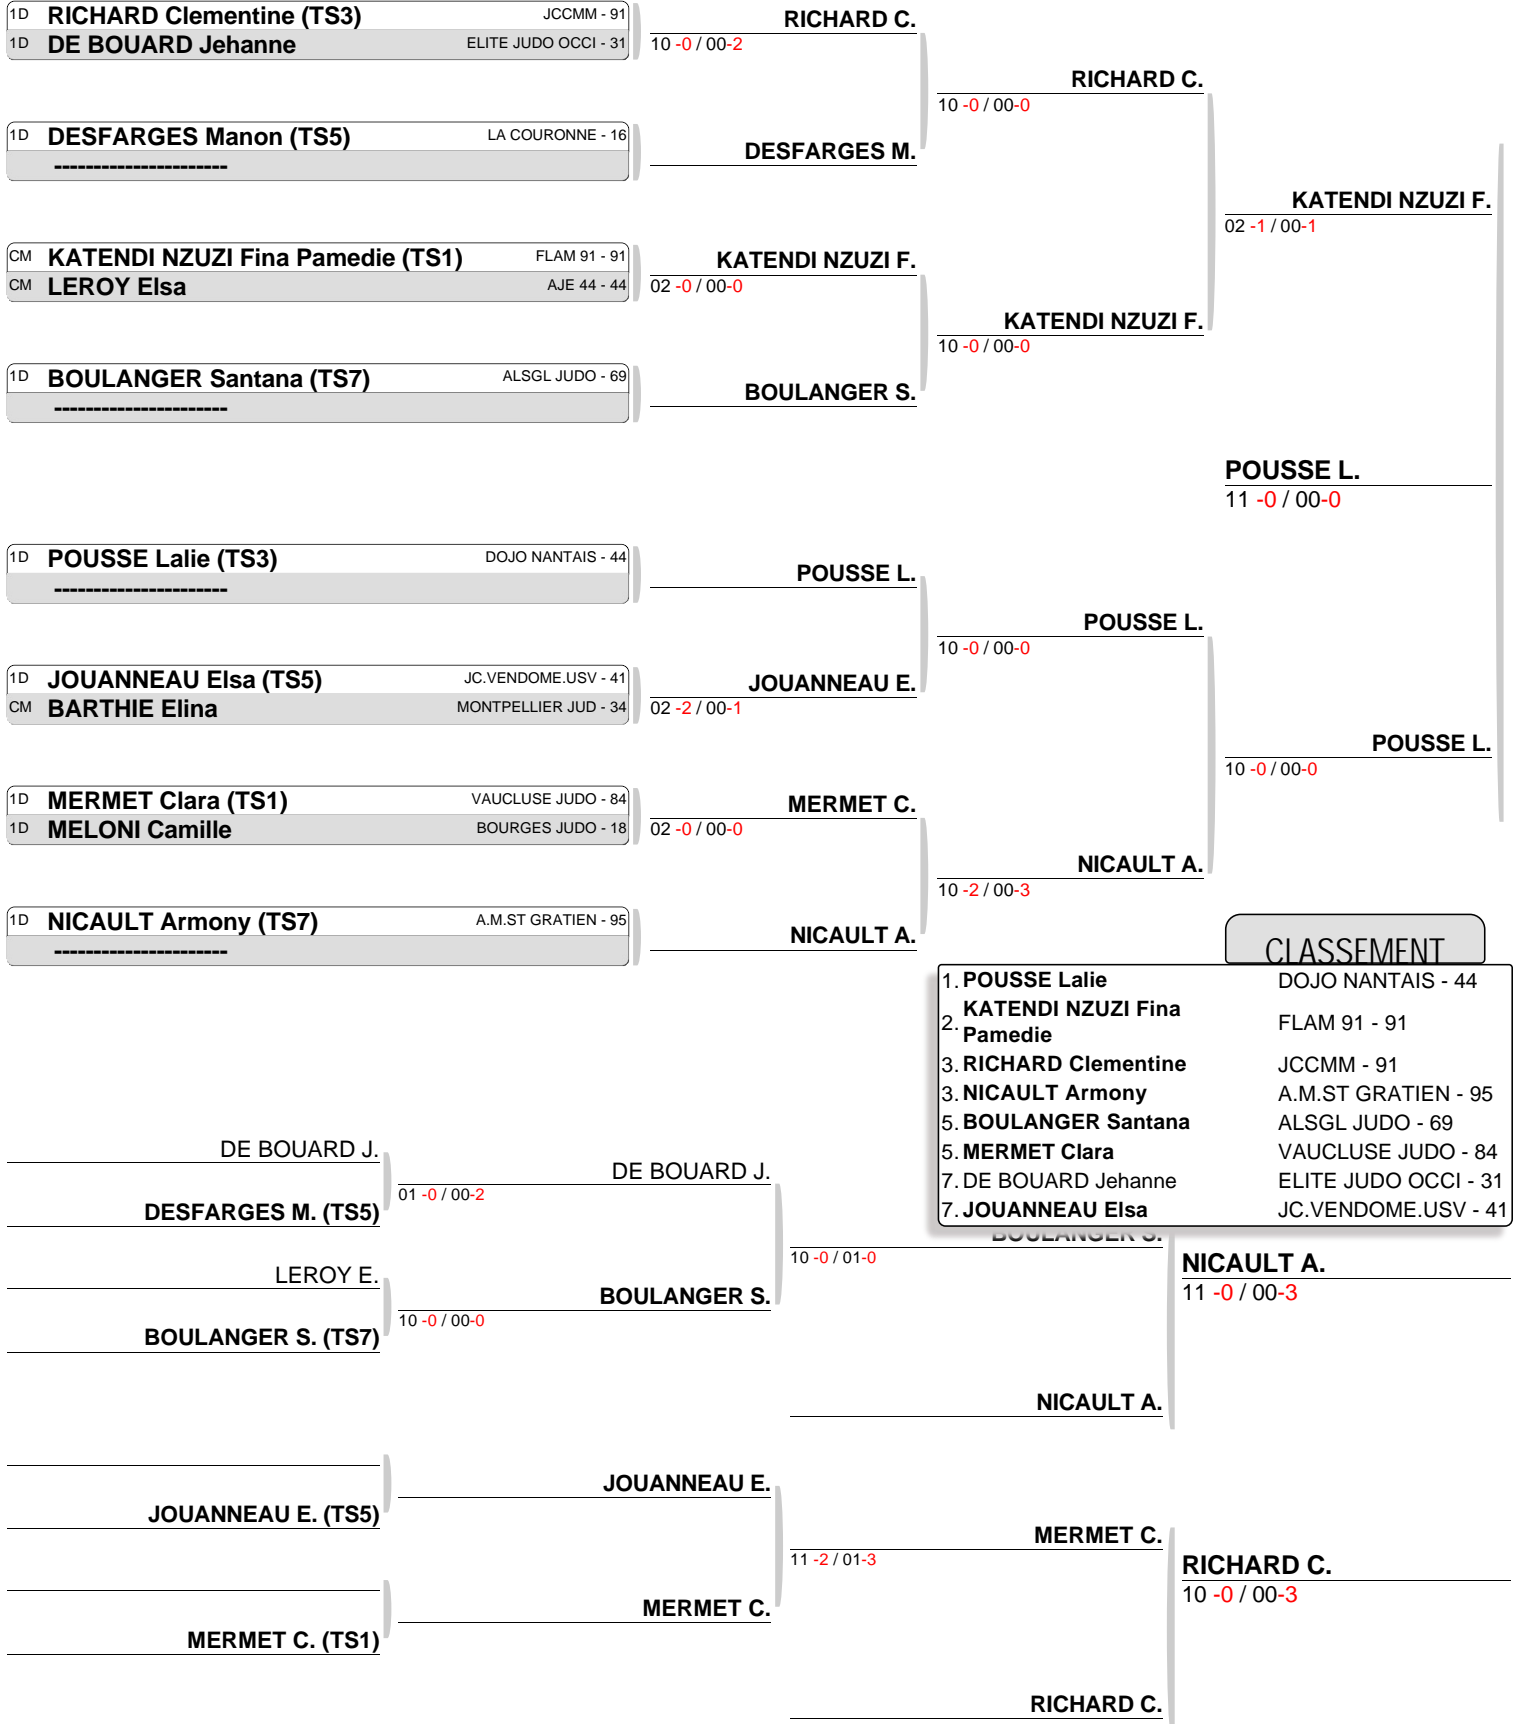 1D RICHARD Clementine (TS3) JCCMM - 91
1D DE BOUARD Jehanne ELITE JUDO OCCI - 31
RICHARD C.
10 -0 / 00-2
RICHARD C.
10 -0 / 00-0
1D DESFARGES Manon (TS5) LA COURONNE - 16
----------------------
DESFARGES M.
KATENDI NZUZI F.
02 -1 / 00-1
CM KATENDI NZUZI Fina Pamedie (TS1) FLAM 91 - 91
CM LEROY Elsa AJE 44 - 44
KATENDI NZUZI F.
02 -0 / 00-0
KATENDI NZUZI F.
10 -0 / 00-0
1D BOULANGER Santana (TS7) ALSGL JUDO - 69
----------------------
BOULANGER S.
POUSSE L.
11 -0 / 00-0
1D POUSSE Lalie (TS3) DOJO NANTAIS - 44
----------------------
POUSSE L.
POUSSE L.
10 -0 / 00-0
1D JOUANNEAU Elsa (TS5) JC.VENDOME.USV - 41
CM BARTHIE Elina MONTPELLIER JUD - 34
JOUANNEAU E.
02 -2 / 00-1
POUSSE L.
10 -0 / 00-0
1D MERMET Clara (TS1) VAUCLUSE JUDO - 84
1D MELONI Camille BOURGES JUDO - 18
MERMET C.
02 -0 / 00-0
NICAULT A.
10 -2 / 00-3
1D NICAULT Armony (TS7) A.M.ST GRATIEN - 95
----------------------
NICAULT A.
CLASSEMENT
1. POUSSE Lalie DOJO NANTAIS - 44
2. KATENDI NZUZI Fina
Pamedie FLAM 91 - 91
3. RICHARD Clementine JCCMM - 91
3. NICAULT Armony A.M.ST GRATIEN - 95
5. BOULANGER Santana ALSGL JUDO - 69
5. MERMET Clara VAUCLUSE JUDO - 84
7. DE BOUARD Jehanne ELITE JUDO OCCI - 31
7. JOUANNEAU Elsa JC.VENDOME.USV - 41
DE BOUARD J.
DESFARGES M. (TS5)
DE BOUARD J.
01 -0 / 00-2
LEROY E.
BOULANGER S. (TS7)
BOULANGER S.
10 -0 / 00-0
BOULANGER S.
10 -0 / 01-0
NICAULT A.
11 -0 / 00-3
NICAULT A.
JOUANNEAU E. (TS5)
JOUANNEAU E.
MERMET C. (TS1)
MERMET C.
MERMET C.
11 -2 / 01-3
RICHARD C.
10 -0 / 00-3
RICHARD C.